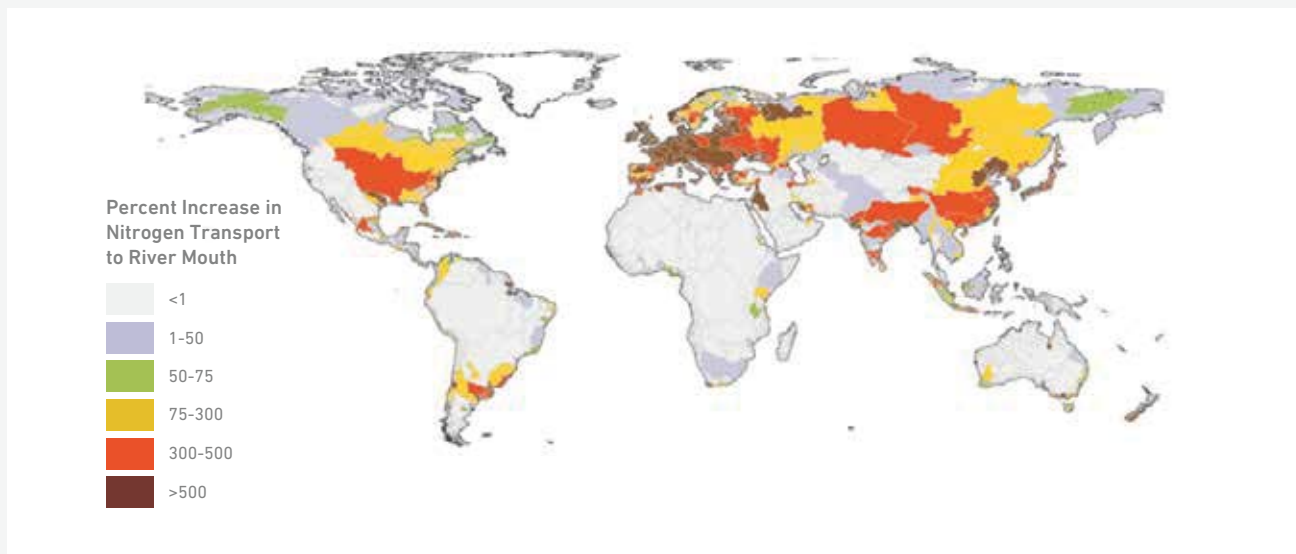 Percent Increase in
Nitrogen Transport
to River Mouth
<1
1-50
50-75
75-300
300-500
>500